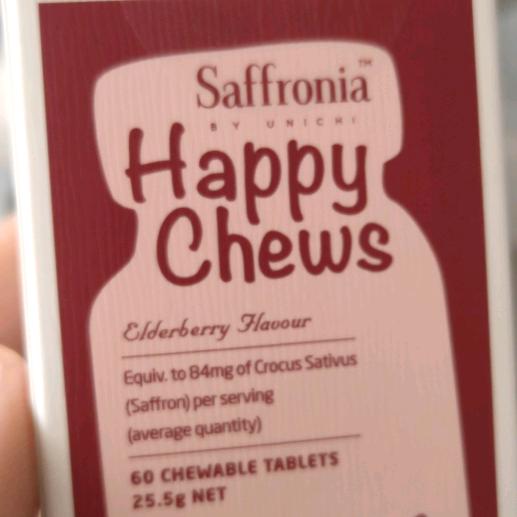 Saffronia™
BY UNICHI
Happy
Chews
Elderberry Flavour
Equiv. to 84mg of Crocus Sativus
(Saffron) per serving
(average quantity)
60 CHEWABLE TABLETS
25.5g NET